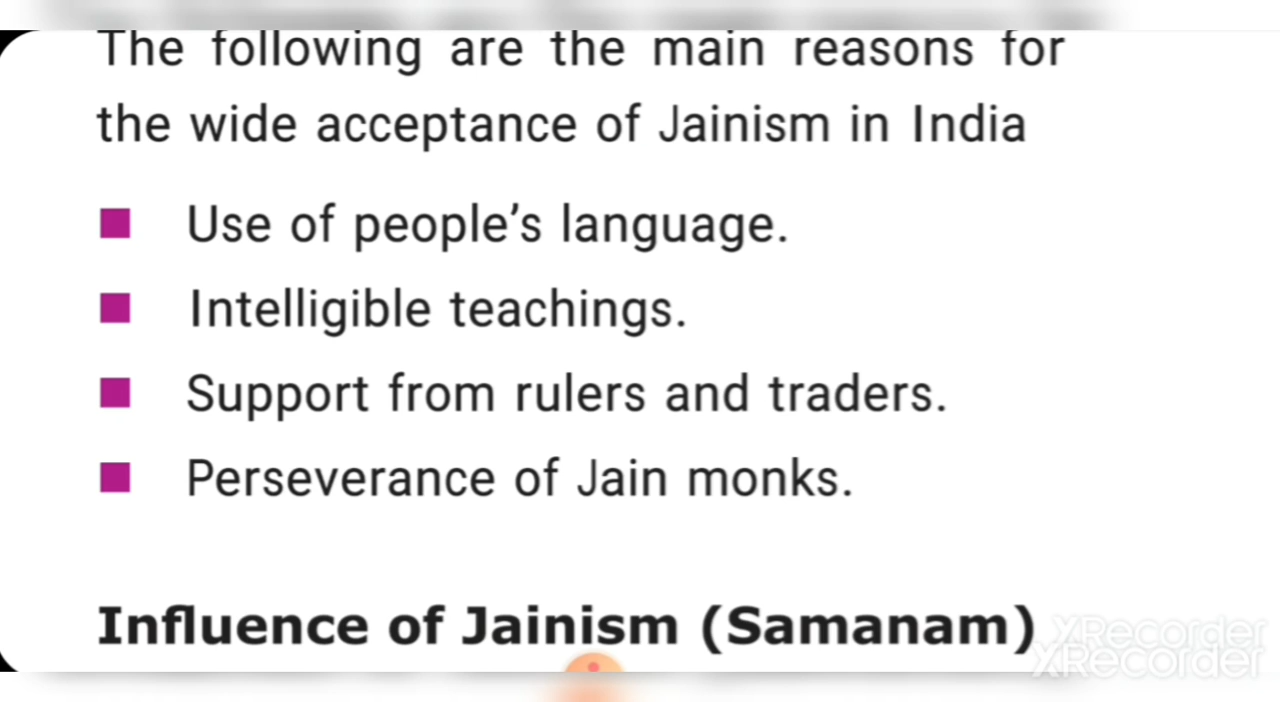 The following are the main reasons for
the wide acceptance of Jainism in India
Use of people’s language.
Intelligible teachings.
Support from rulers and traders.
Perseverance of Jain monks.
Influence of Jainism (Samanam)
XRecorder
XRecorder